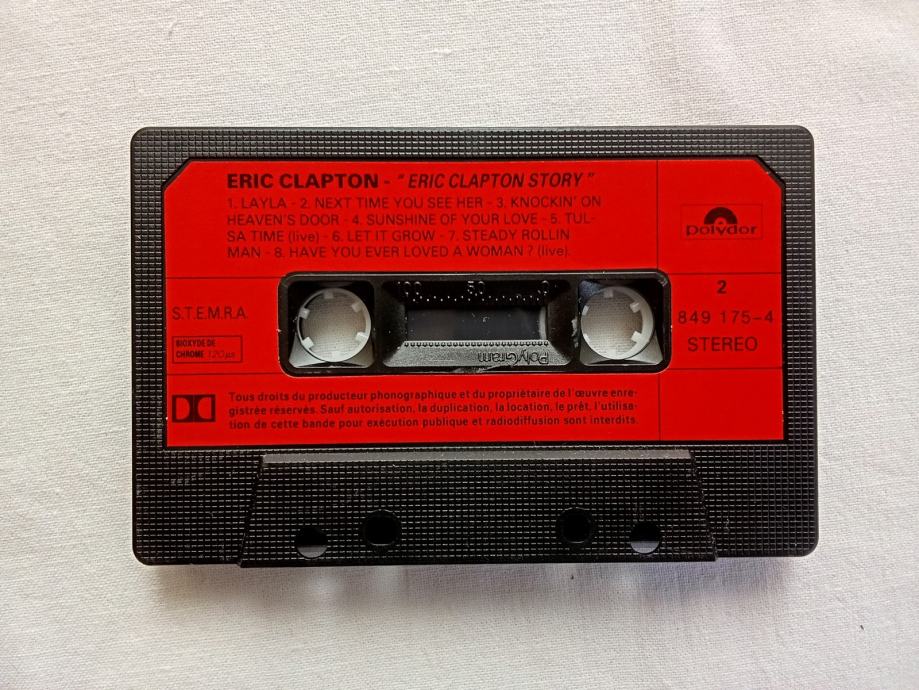 ERIC CLAPTON - "ERIC CLAPTON STORY"
1. LAYLA - 2. NEXT TIME YOU SEE HER - 3. KNOCKIN' ON
HEAVEN'S DOOR - 4. SUNSHINE OF YOUR LOVE - 5. TUL-
SA TIME (live) - 6. LET IT GROW - 7. STEADY ROLLIN
MAN - 8. HAVE YOU EVER LOVED A WOMAN ? (live).
polydor
100 50 0
2
S.T.E.M.R.A.
849 175-4
STEREO
BIOXYDE DE
CHROME 120 µs
PolyGram
Tous droits du producteur phonographique et du propriétaire de l'œuvre enre-
gistrée réservés. Sauf autorisation, la duplication, la location, le prêt, l'utilisa-
tion de cette bande pour exécution publique et radiodiffusion sont interdits.